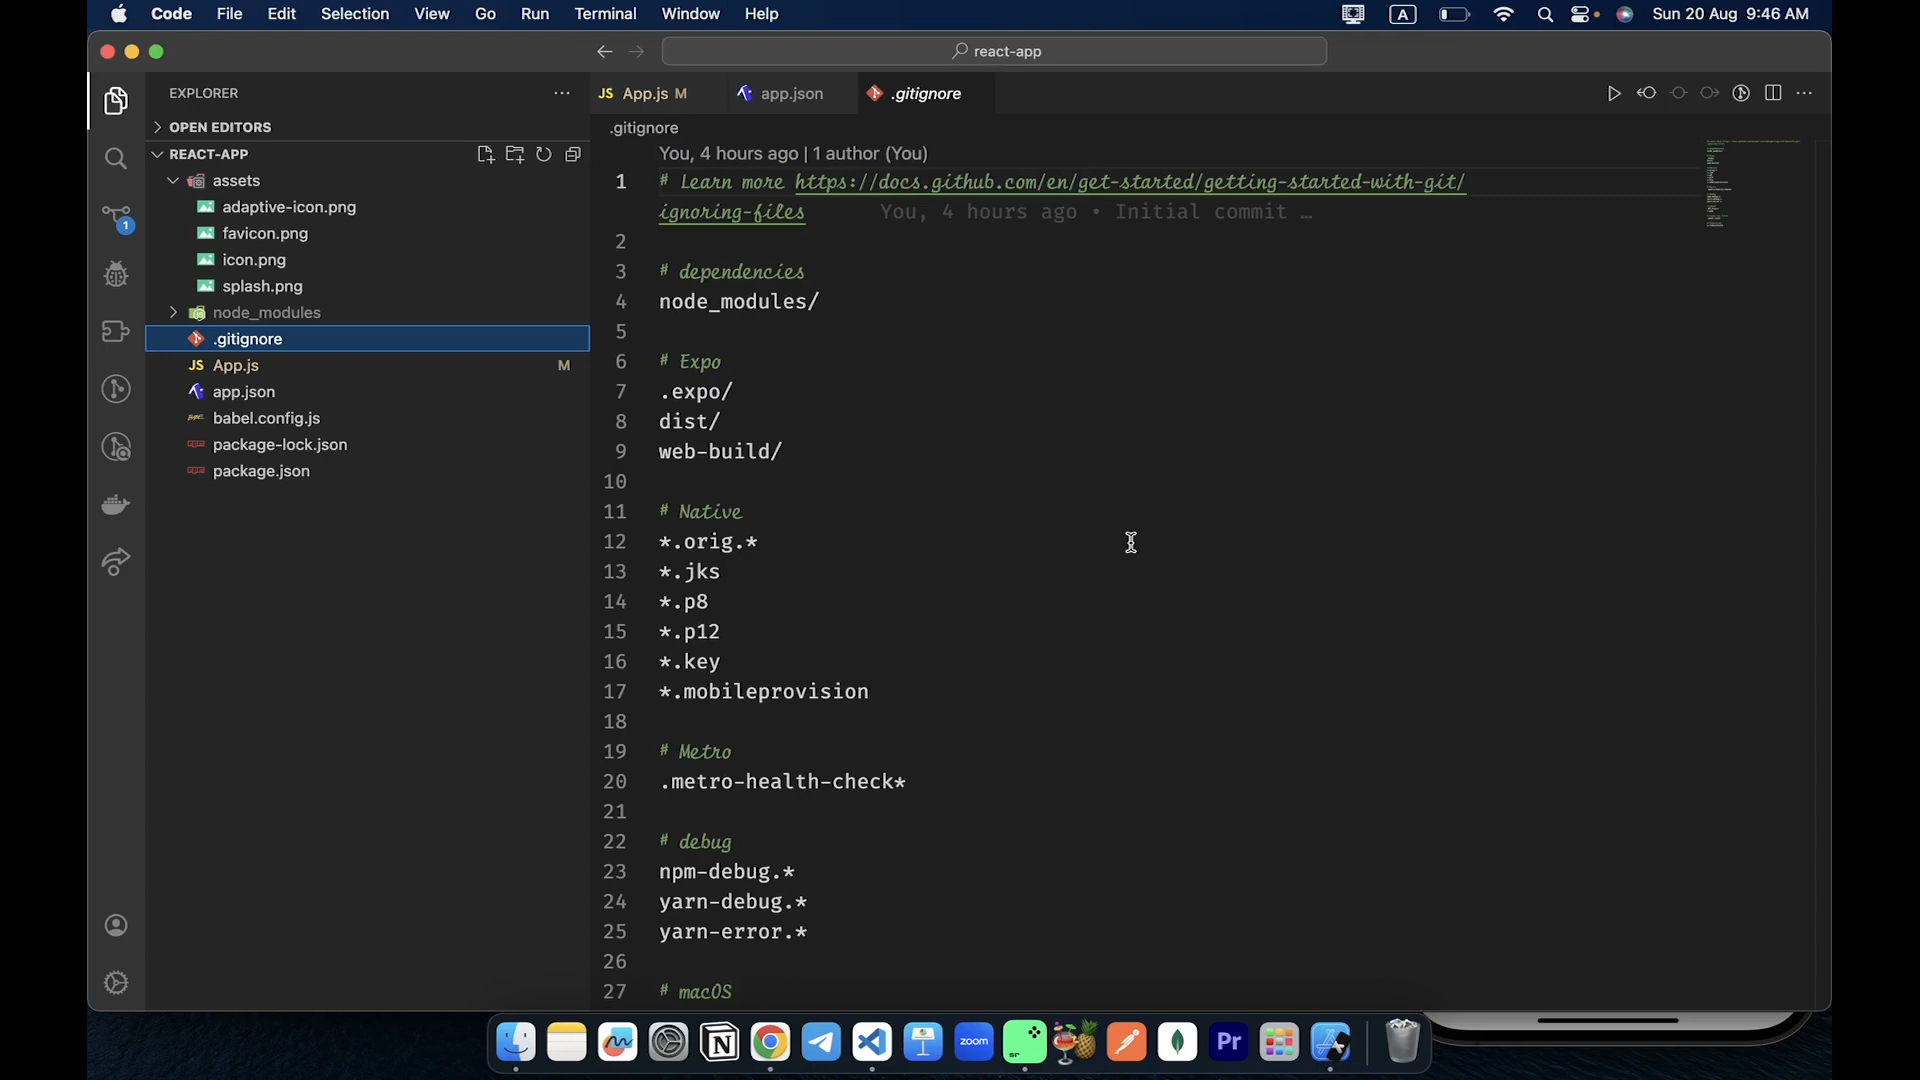 Code File Edit Selection View Go Run Terminal Window Help A Sun 20 Aug 9:46 AM
react-app
EXPLORER
OPEN EDITORS
REACT-APP
assets
adaptive-icon.png
favicon.png
icon.png
splash.png
node_modules
.gitignore
JS App.js M
app.json
babel.config.js
package-lock.json
package.json
1
JS App.js M app.json .gitignore
.gitignore
You, 4 hours ago | 1 author (You)
1 # Learn more https://docs.github.com/en/get-started/getting-started-with-git/
ignoring-files You, 4 hours ago • Initial commit …
2
3 # dependencies
4 node_modules/
5
6 # Expo
7 .expo/
8 dist/
9 web-build/
10
11 # Native
12 *.orig.*
13 *.jks
14 *.p8
15 *.p12
16 *.key
17 *.mobileprovision
18
19 # Metro
20 .metro-health-check*
21
22 # debug
23 npm-debug.*
24 yarn-debug.*
25 yarn-error.*
26
27 # macOS
N zoom sr Pr